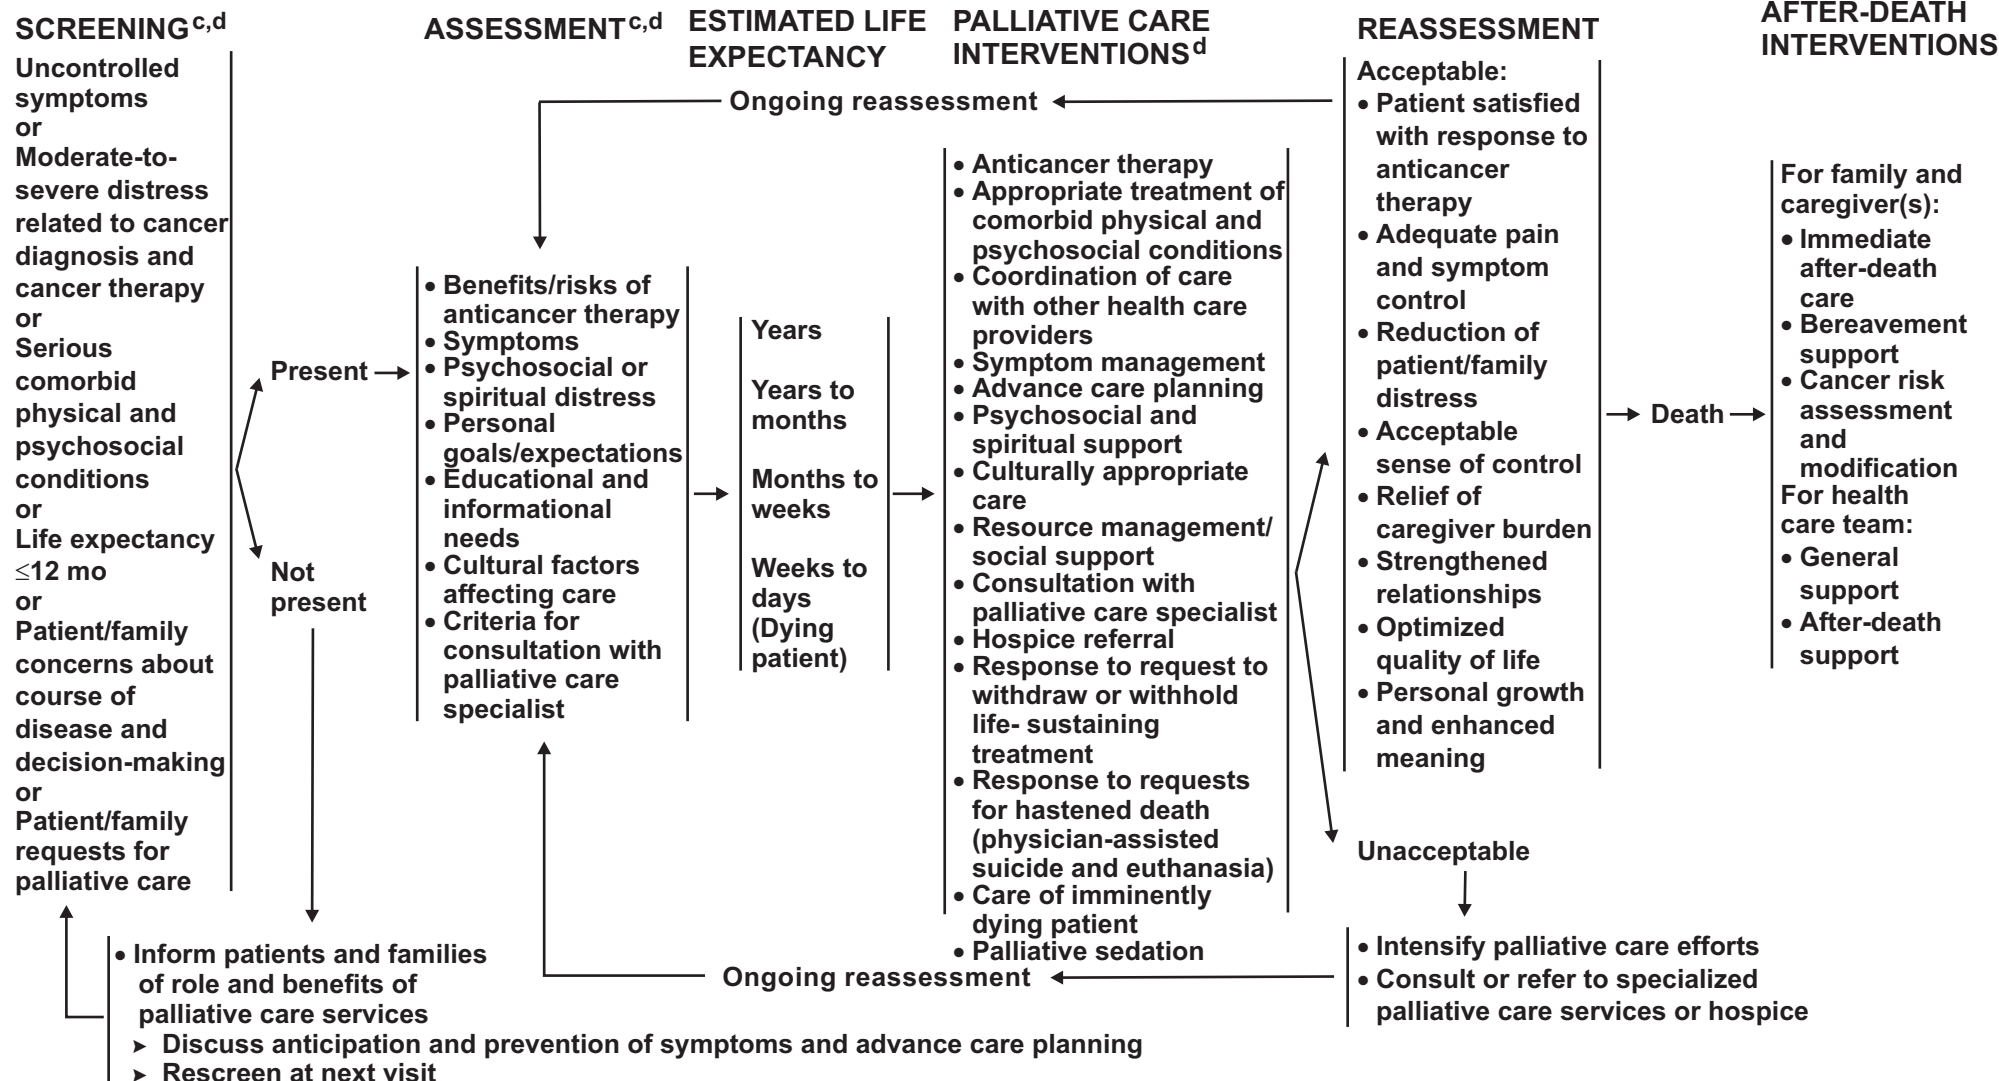 SCREENING c,d
Uncontrolled
symptoms
or
Moderate-to-
severe distress
related to cancer
diagnosis and
cancer therapy
or
Serious
comorbid
physical and
psychosocial
conditions
or
Life expectancy
≤12 mo
or
Patient/family
concerns about
course of
disease and
decision-making
or
Patient/family
requests for
palliative care
Present
Not
present
• Inform patients and families
of role and benefits of
palliative care services
➤ Discuss anticipation and prevention of symptoms and advance care planning
➤ Rescreen at next visit
ASSESSMENT c,d
• Benefits/risks of
anticancer therapy
• Symptoms
• Psychosocial or
spiritual distress
• Personal
goals/expectations
• Educational and
informational
needs
• Cultural factors
affecting care
• Criteria for
consultation with
palliative care
specialist
ESTIMATED LIFE
EXPECTANCY
Ongoing reassessment
Years
Years to
months
Months to
weeks
Weeks to
days
(Dying
patient)
PALLIATIVE CARE
INTERVENTIONS d
• Anticancer therapy
• Appropriate treatment of
comorbid physical and
psychosocial conditions
• Coordination of care
with other health care
providers
• Symptom management
• Advance care planning
• Psychosocial and
spiritual support
• Culturally appropriate
care
• Resource management/
social support
• Consultation with
palliative care specialist
• Hospice referral
• Response to request to
withdraw or withhold
life- sustaining
treatment
• Response to requests
for hastened death
(physician-assisted
suicide and euthanasia)
• Care of imminently
dying patient
• Palliative sedation
Ongoing reassessment
REASSESSMENT
Acceptable:
• Patient satisfied
with response to
anticancer
therapy
• Adequate pain
and symptom
control
• Reduction of
patient/family
distress
• Acceptable
sense of control
• Relief of
caregiver burden
• Strengthened
relationships
• Optimized
quality of life
• Personal growth
and enhanced
meaning
Unacceptable
• Intensify palliative care efforts
• Consult or refer to specialized
palliative care services or hospice
Death
AFTER-DEATH
INTERVENTIONS
For family and
caregiver(s):
• Immediate
after-death
care
• Bereavement
support
• Cancer risk
assessment
and
modification
For health
care team:
• General
support
• After-death
support